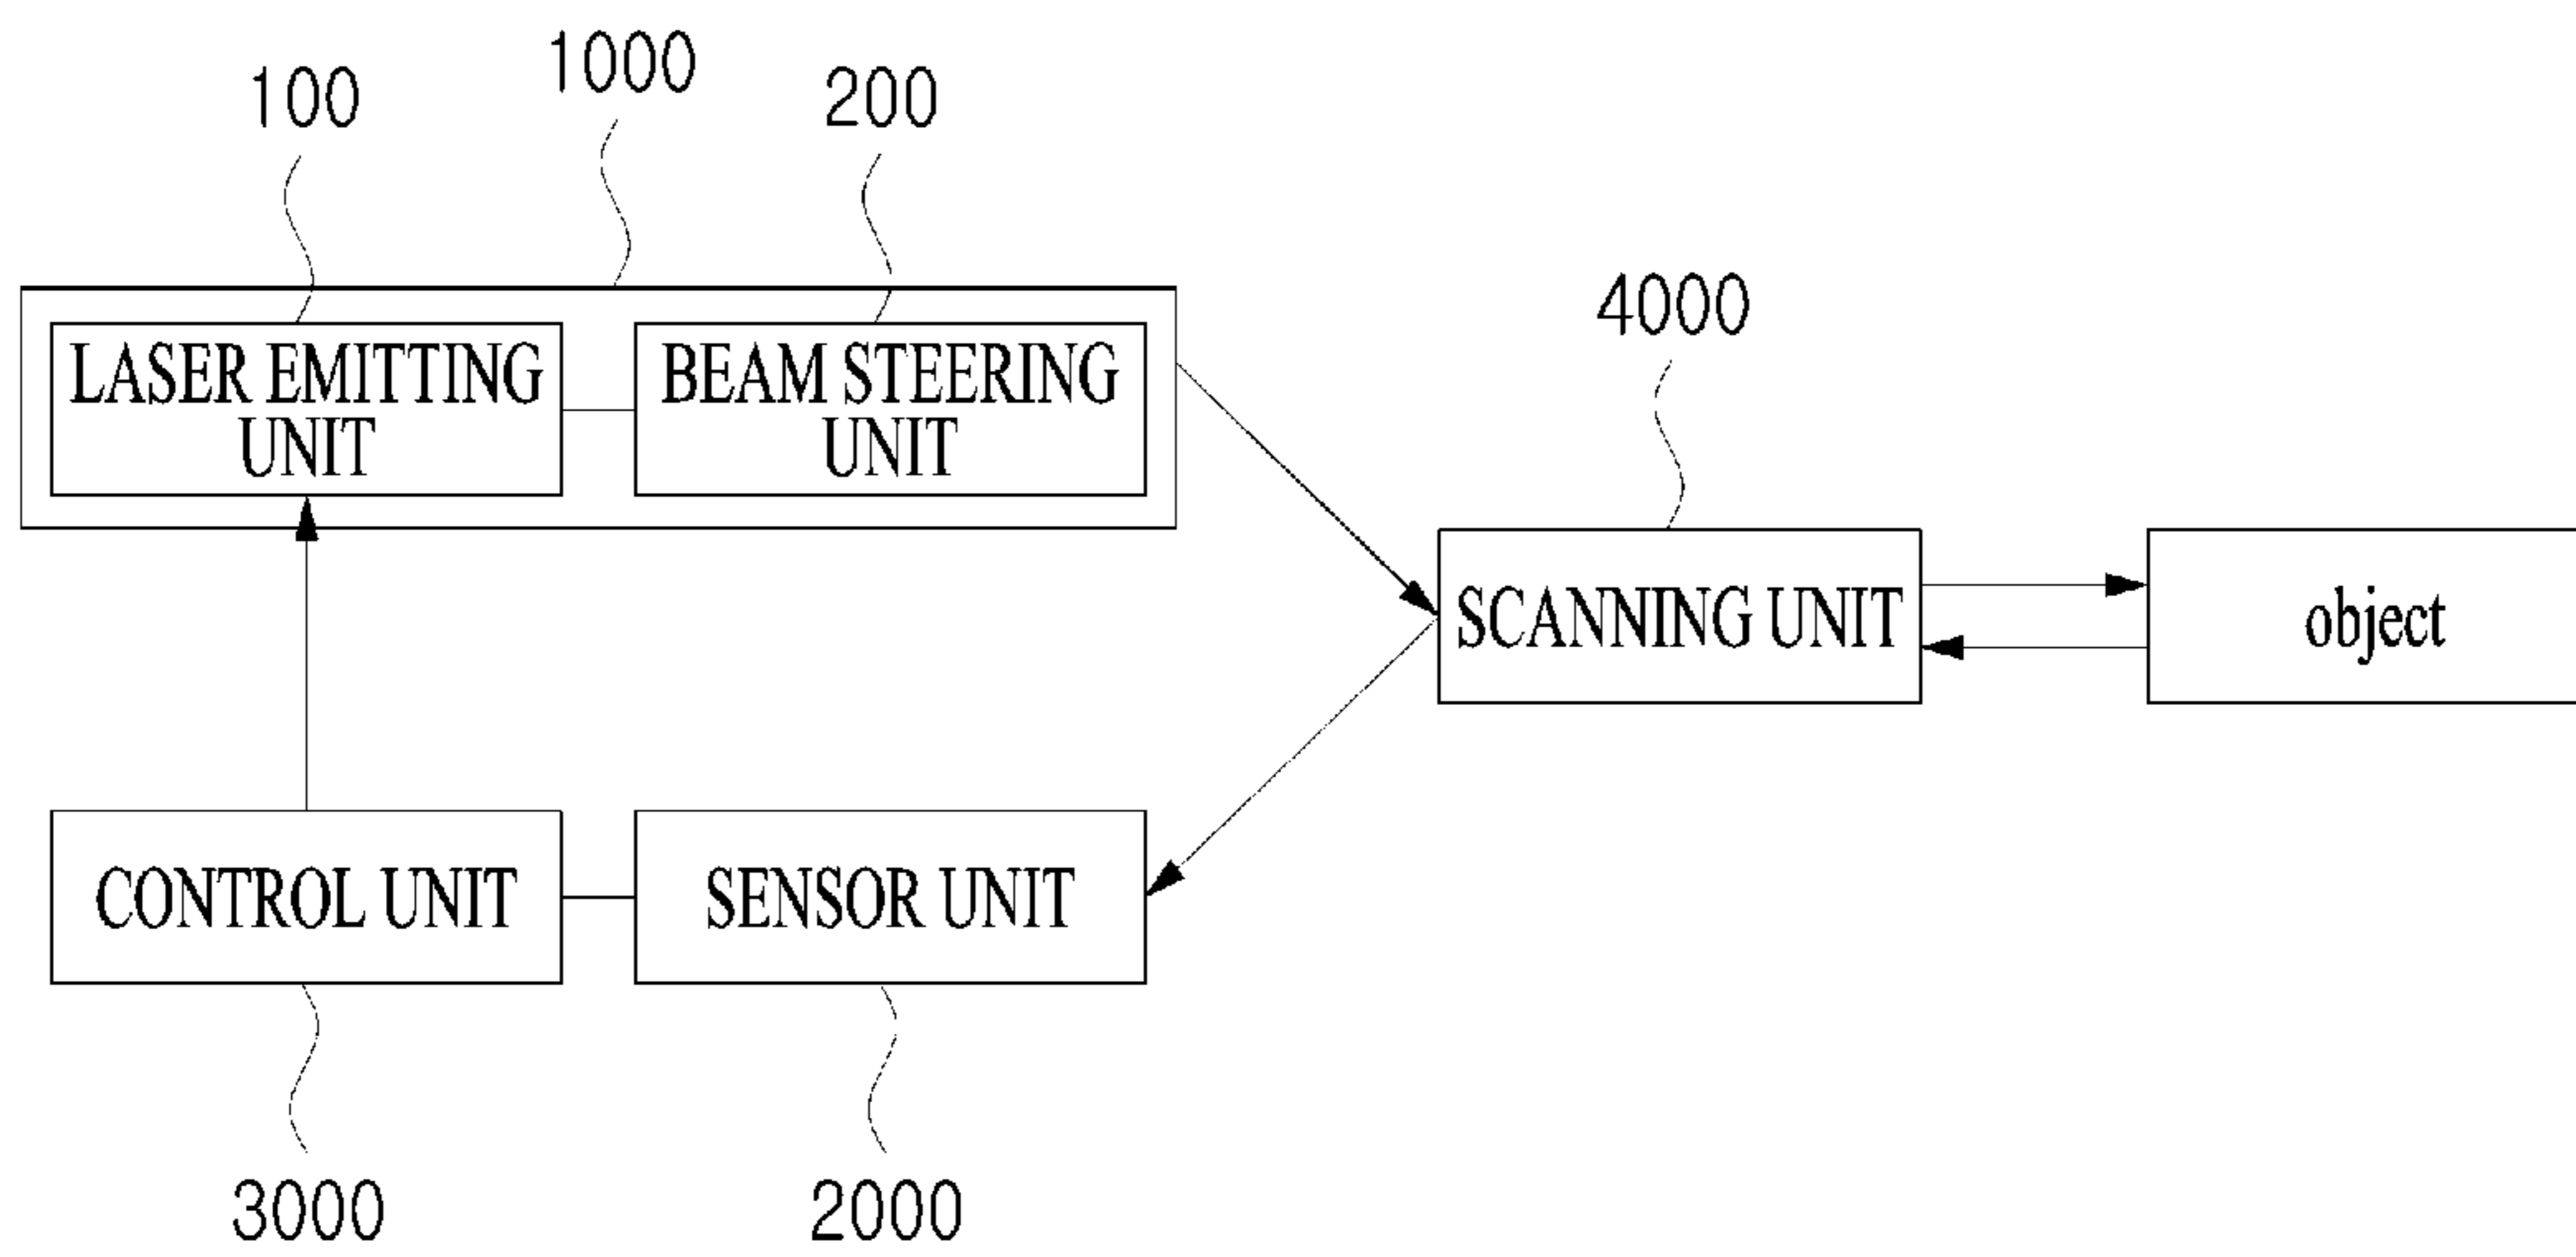 1000
100
200
4000
LASER EMITTING
UNIT
BEAM STEERING
UNIT
SCANNING UNIT
object
CONTROL UNIT
SENSOR UNIT
3000
2000